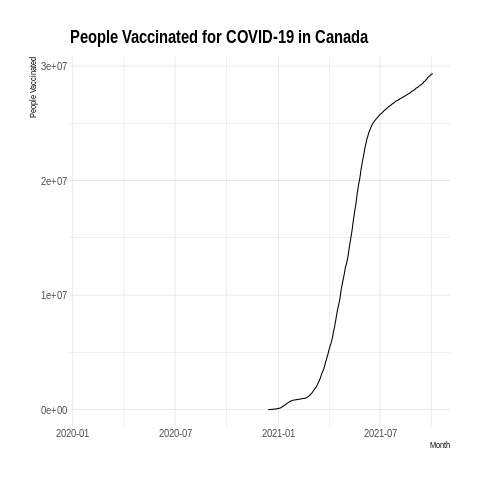 People Vaccinated for COVID-19 in Canada
People Vaccinated
3e+07
2e+07
1e+07
0e+00
2020-01 2020-07 2021-01 2021-07
Month